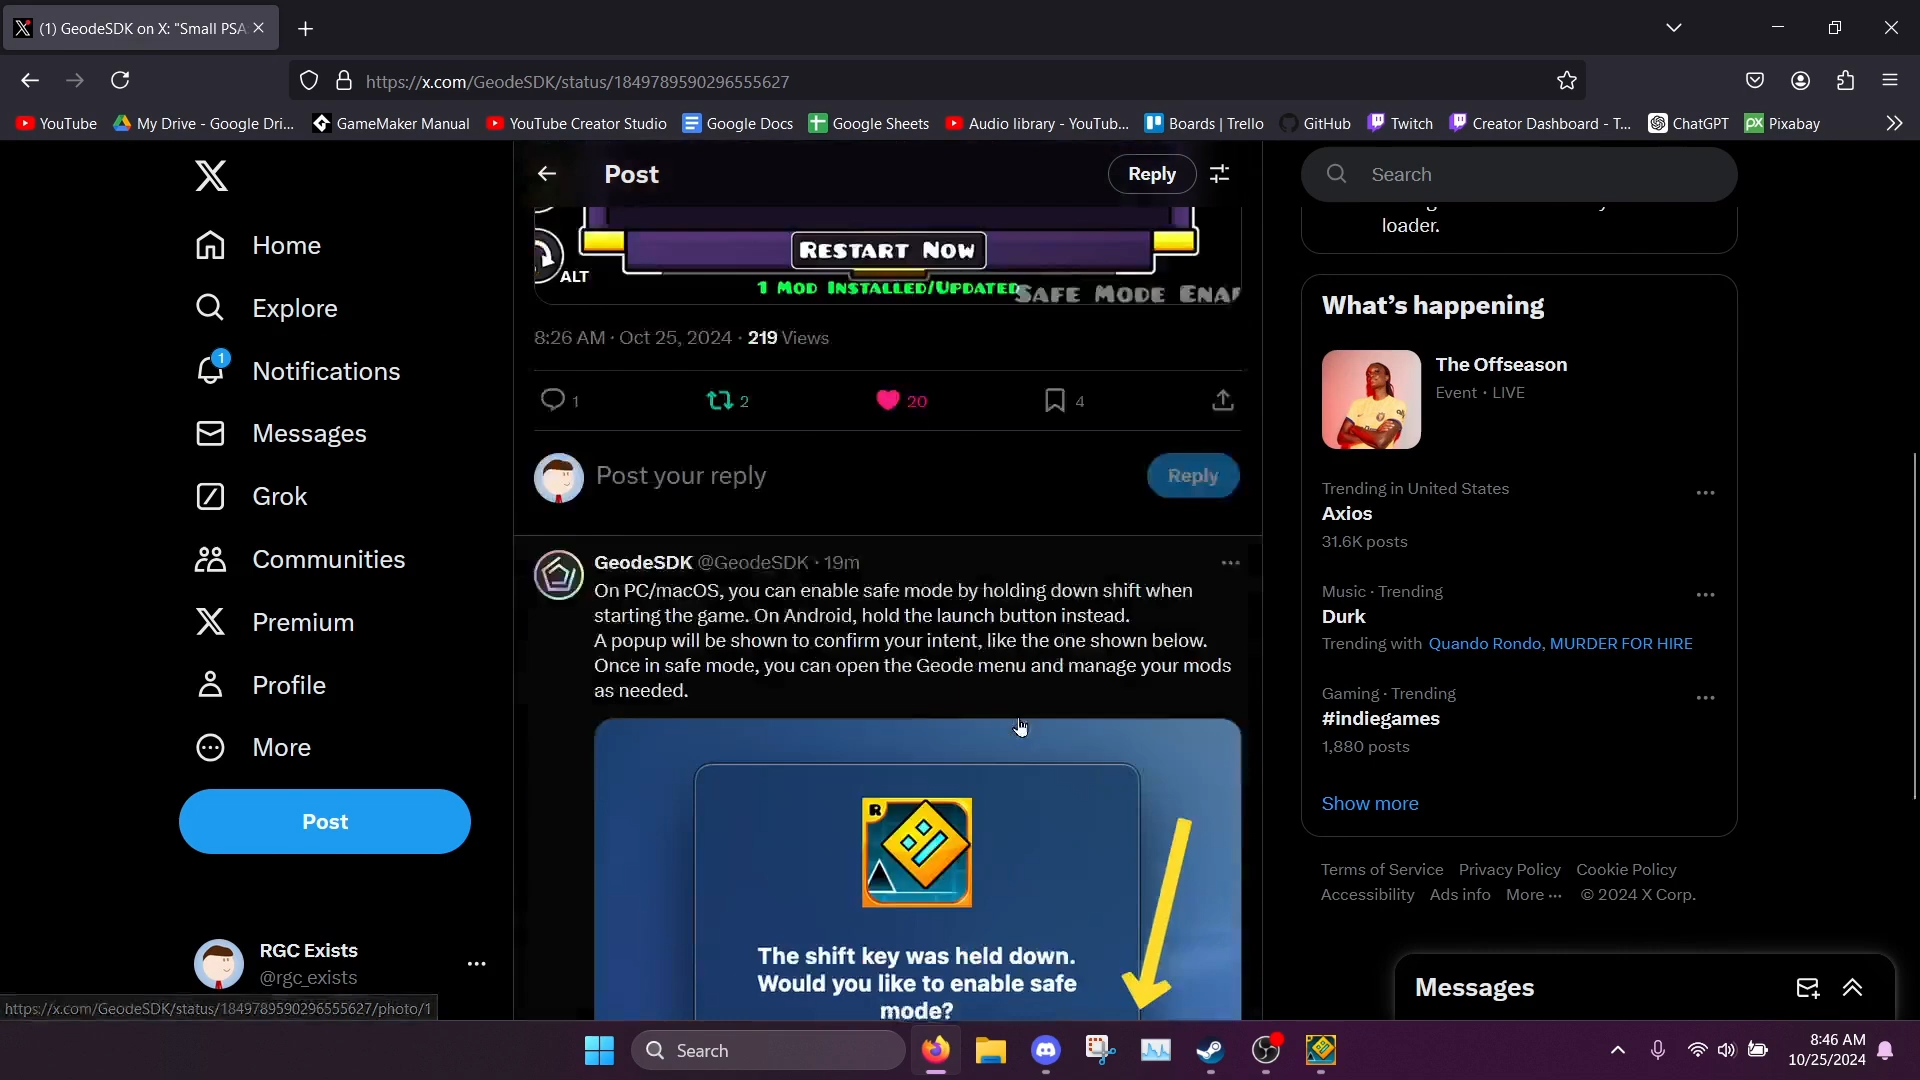 (1) GeodeSDK on X: "Small PSA
https://x.com/GeodeSDK/status/1849789590296555627
YouTube
My Drive - Google Dri...
GameMaker Manual
YouTube Creator Studio
Google Docs
Google Sheets
Audio library - YouTub...
Boards | Trello
GitHub
Twitch
Creator Dashboard - T...
ChatGPT
Pixabay
Home
Explore
1
Notifications
Messages
Grok
Communities
Premium
Profile
More
Post
RGC Exists
@rgc_exists
https://x.com/GeodeSDK/status/1849789590296555627/photo/1
Post
Reply
RESTART NOW
ALT
1 MOD INSTALLED/UPDATED
SAFE MODE ENA
8:26 AM · Oct 25, 2024 · 219 Views
1
2
20
4
Post your reply
Reply
GeodeSDK @GeodeSDK · 19m
On PC/macOS, you can enable safe mode by holding down shift when
starting the game. On Android, hold the launch button instead.
A popup will be shown to confirm your intent, like the one shown below.
Once in safe mode, you can open the Geode menu and manage your mods
as needed.
R
The shift key was held down.
Would you like to enable safe
mode?
Search
loader.
What's happening
The Offseason
Event · LIVE
Trending in United States
Axios
31.6K posts
Music · Trending
Durk
Trending with Quando Rondo, MURDER FOR HIRE
Gaming · Trending
#indiegames
1,880 posts
Show more
Terms of Service Privacy Policy Cookie Policy
Accessibility Ads info More ··· © 2024 X Corp.
Messages
Search
8:46 AM
10/25/2024